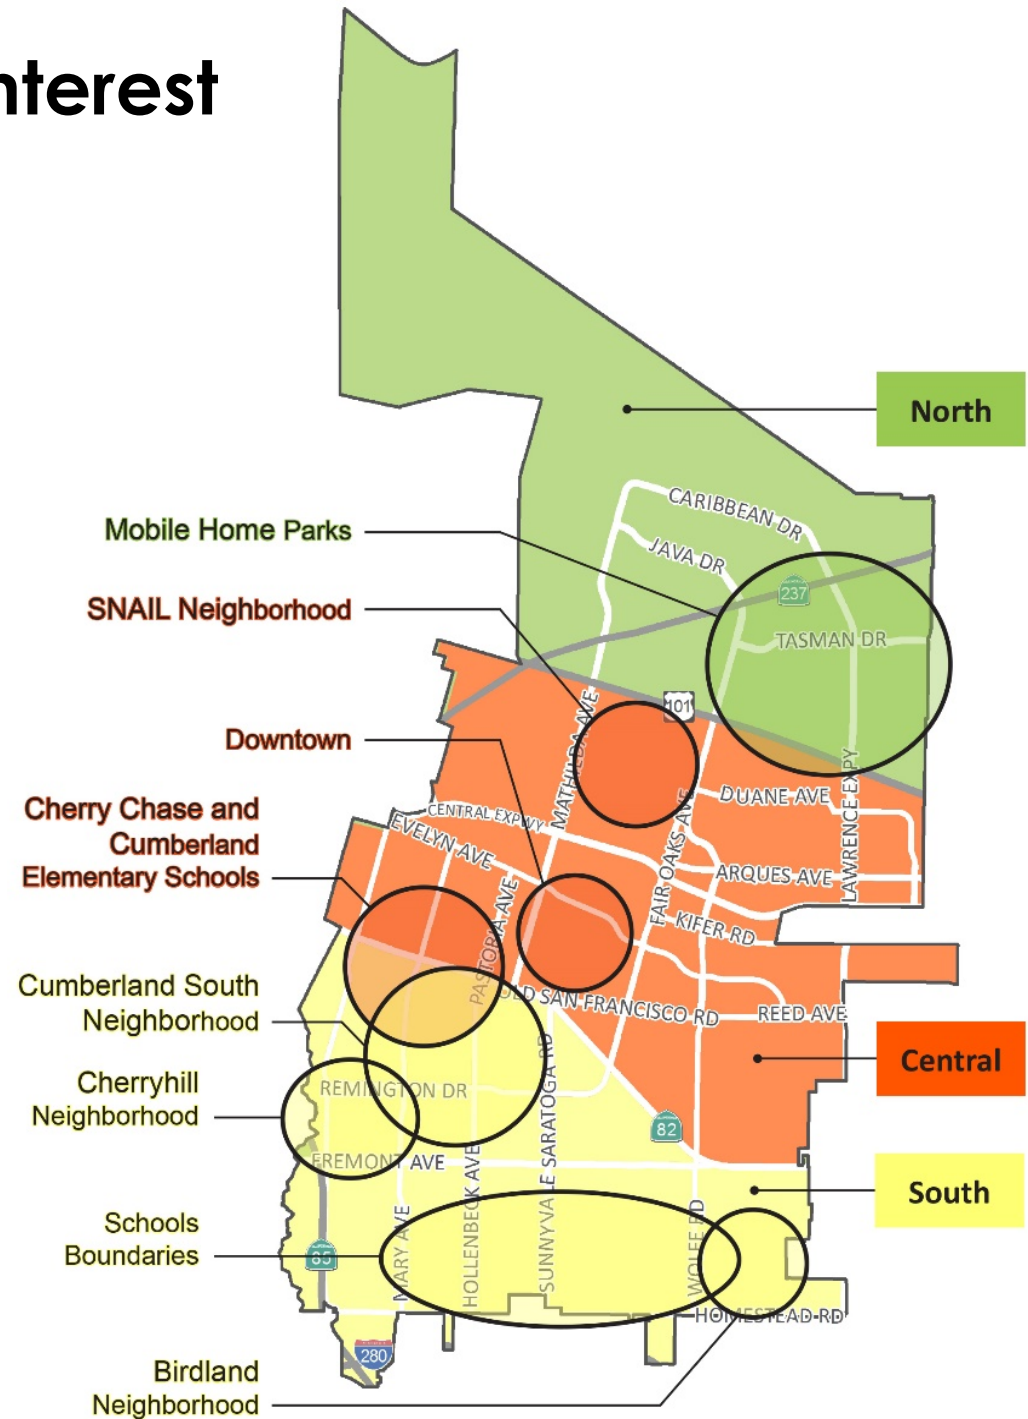 nterest
North
CARIBBEAN DR
JAVA DR
Mobile Home Parks
237
SNAIL Neighborhood
TASMAN DR
101
MATHILDA AVE
Downtown
LAWRENCE EXPY
DUANE AVE
Cherry Chase and
Cumberland
Elementary Schools
CENTRAL EXPWY
EVELYN AVE
FAIR OAKS AVE
ARQUES AVE
PASTORIA AVE
KIFER RD
Cumberland South
Neighborhood
OLD SAN FRANCISCO RD
REED AVE
Central
Cherryhill
Neighborhood
REMINGTON DR
SUNNYVALE SARATOGA RD
82
FREMONT AVE
HOLLENBECK AVE
South
Schools
Boundaries
85
MARY AVE
WOLFE RD
HOMESTEAD RD
280
Birdland
Neighborhood